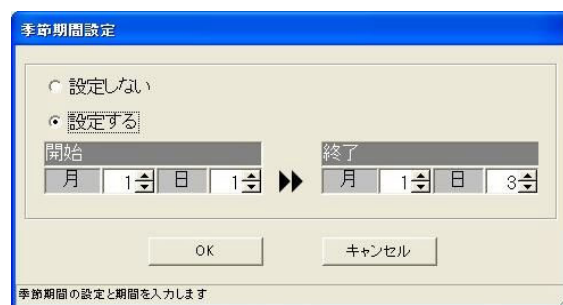 季節期間設定
設定しない
設定する
開始 終了
月 1 日 1 月 1 日 3
OK キャンセル
季節期間の設定と期間を入力します